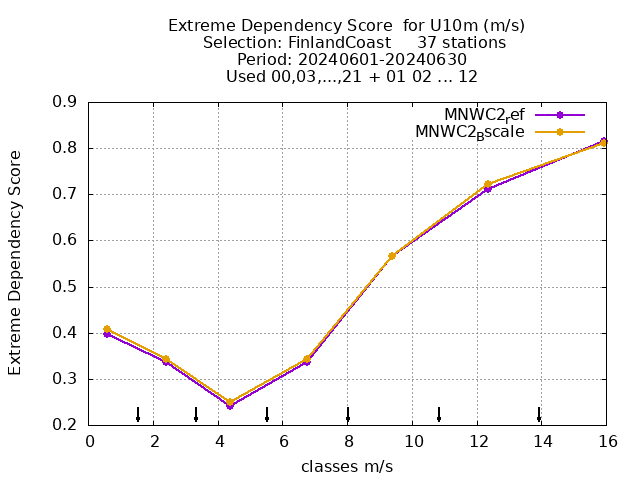 Extreme Dependency Score  for U10m (m/s)
Selection: FinlandCoast     37 stations
Period: 20240601-20240630
Used 00,03,...,21 + 01 02 ... 12
MNWC2ref
MNWC2Bscale
Extreme Dependency Score
0.9
0.8
0.7
0.6
0.5
0.4
0.3
0.2
0 2 4 6 8 10 12 14 16
classes m/s